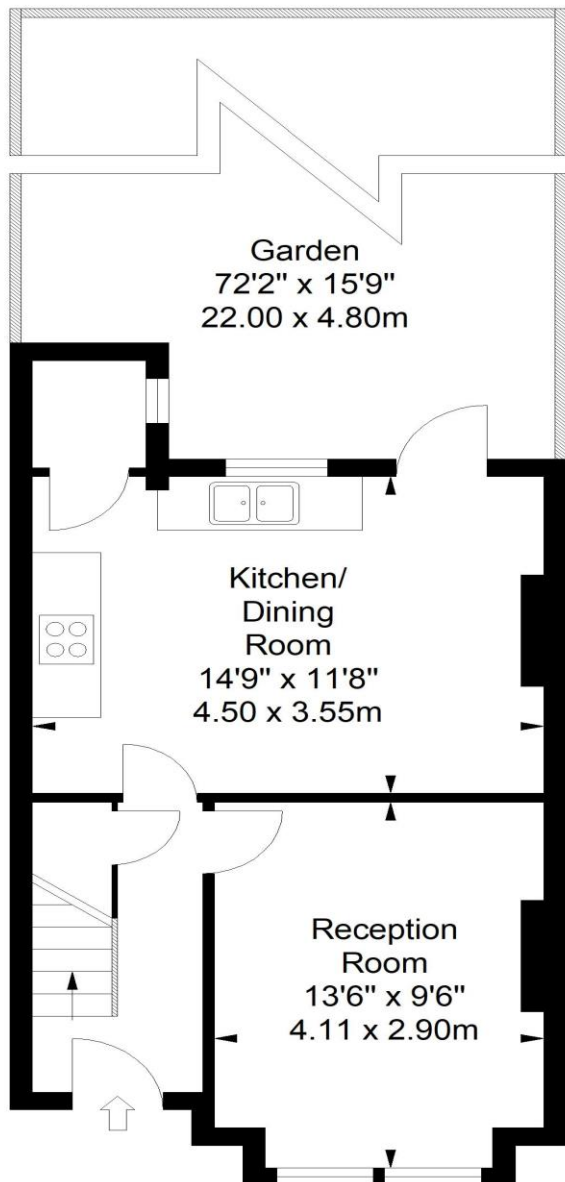 Garden
72'2" x 15'9"
22.00 x 4.80m
Kitchen/
Dining
Room
14'9" x 11'8"
4.50 x 3.55m
Reception
Room
13'6" x 9'6"
4.11 x 2.90m